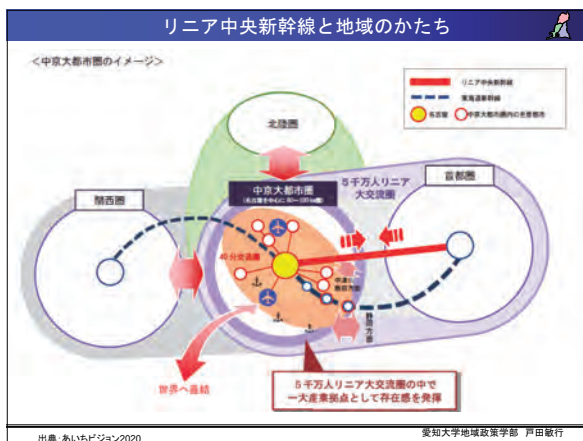 リニア中央新幹線と地域のかたち
<中京大都市圏のイメージ>
リニア中央新幹線
東海道新幹線
名古屋
中京大都市圏内の主要都市
北陸圏
中京大都市圏
5千万人リニア
大交流圏
首都圏
関西圏
40分交流圏
静岡方面
世界へ直結
5千万人リニア大交流圏の中で
一大産業拠点として存在感を発揮
出典:あいちビジョン2020
愛知大学地域政策学部 戸田敏行